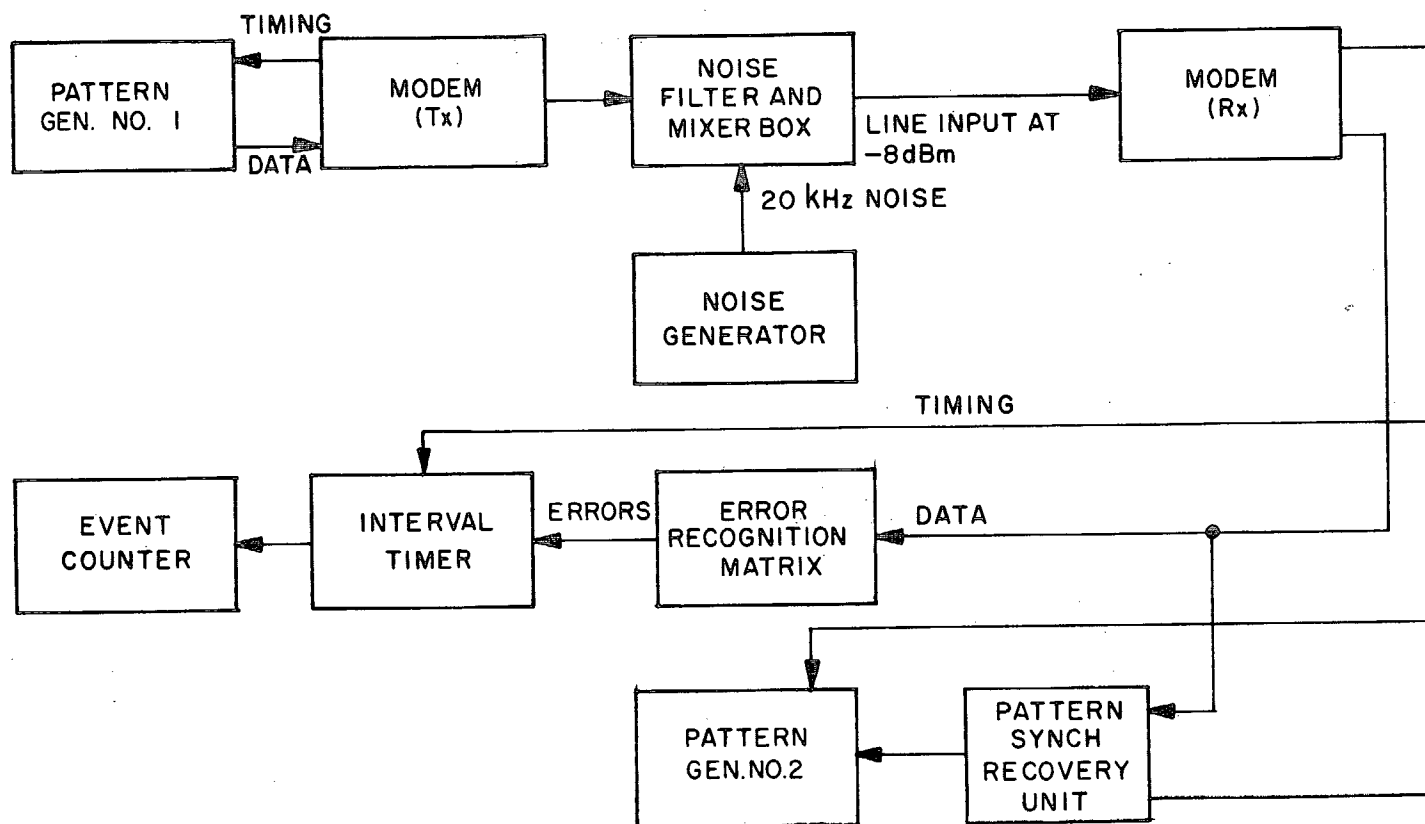 TIMING
PATTERN
GEN. NO. 1
DATA
MODEM
(Tx)
NOISE
FILTER AND
MIXER BOX
LINE INPUT AT
-8dBm
MODEM
(Rx)
20 kHz NOISE
NOISE
GENERATOR
TIMING
EVENT
COUNTER
INTERVAL
TIMER
ERRORS
ERROR
RECOGNITION
MATRIX
DATA
PATTERN
GEN.NO.2
PATTERN
SYNCH
RECOVERY
UNIT